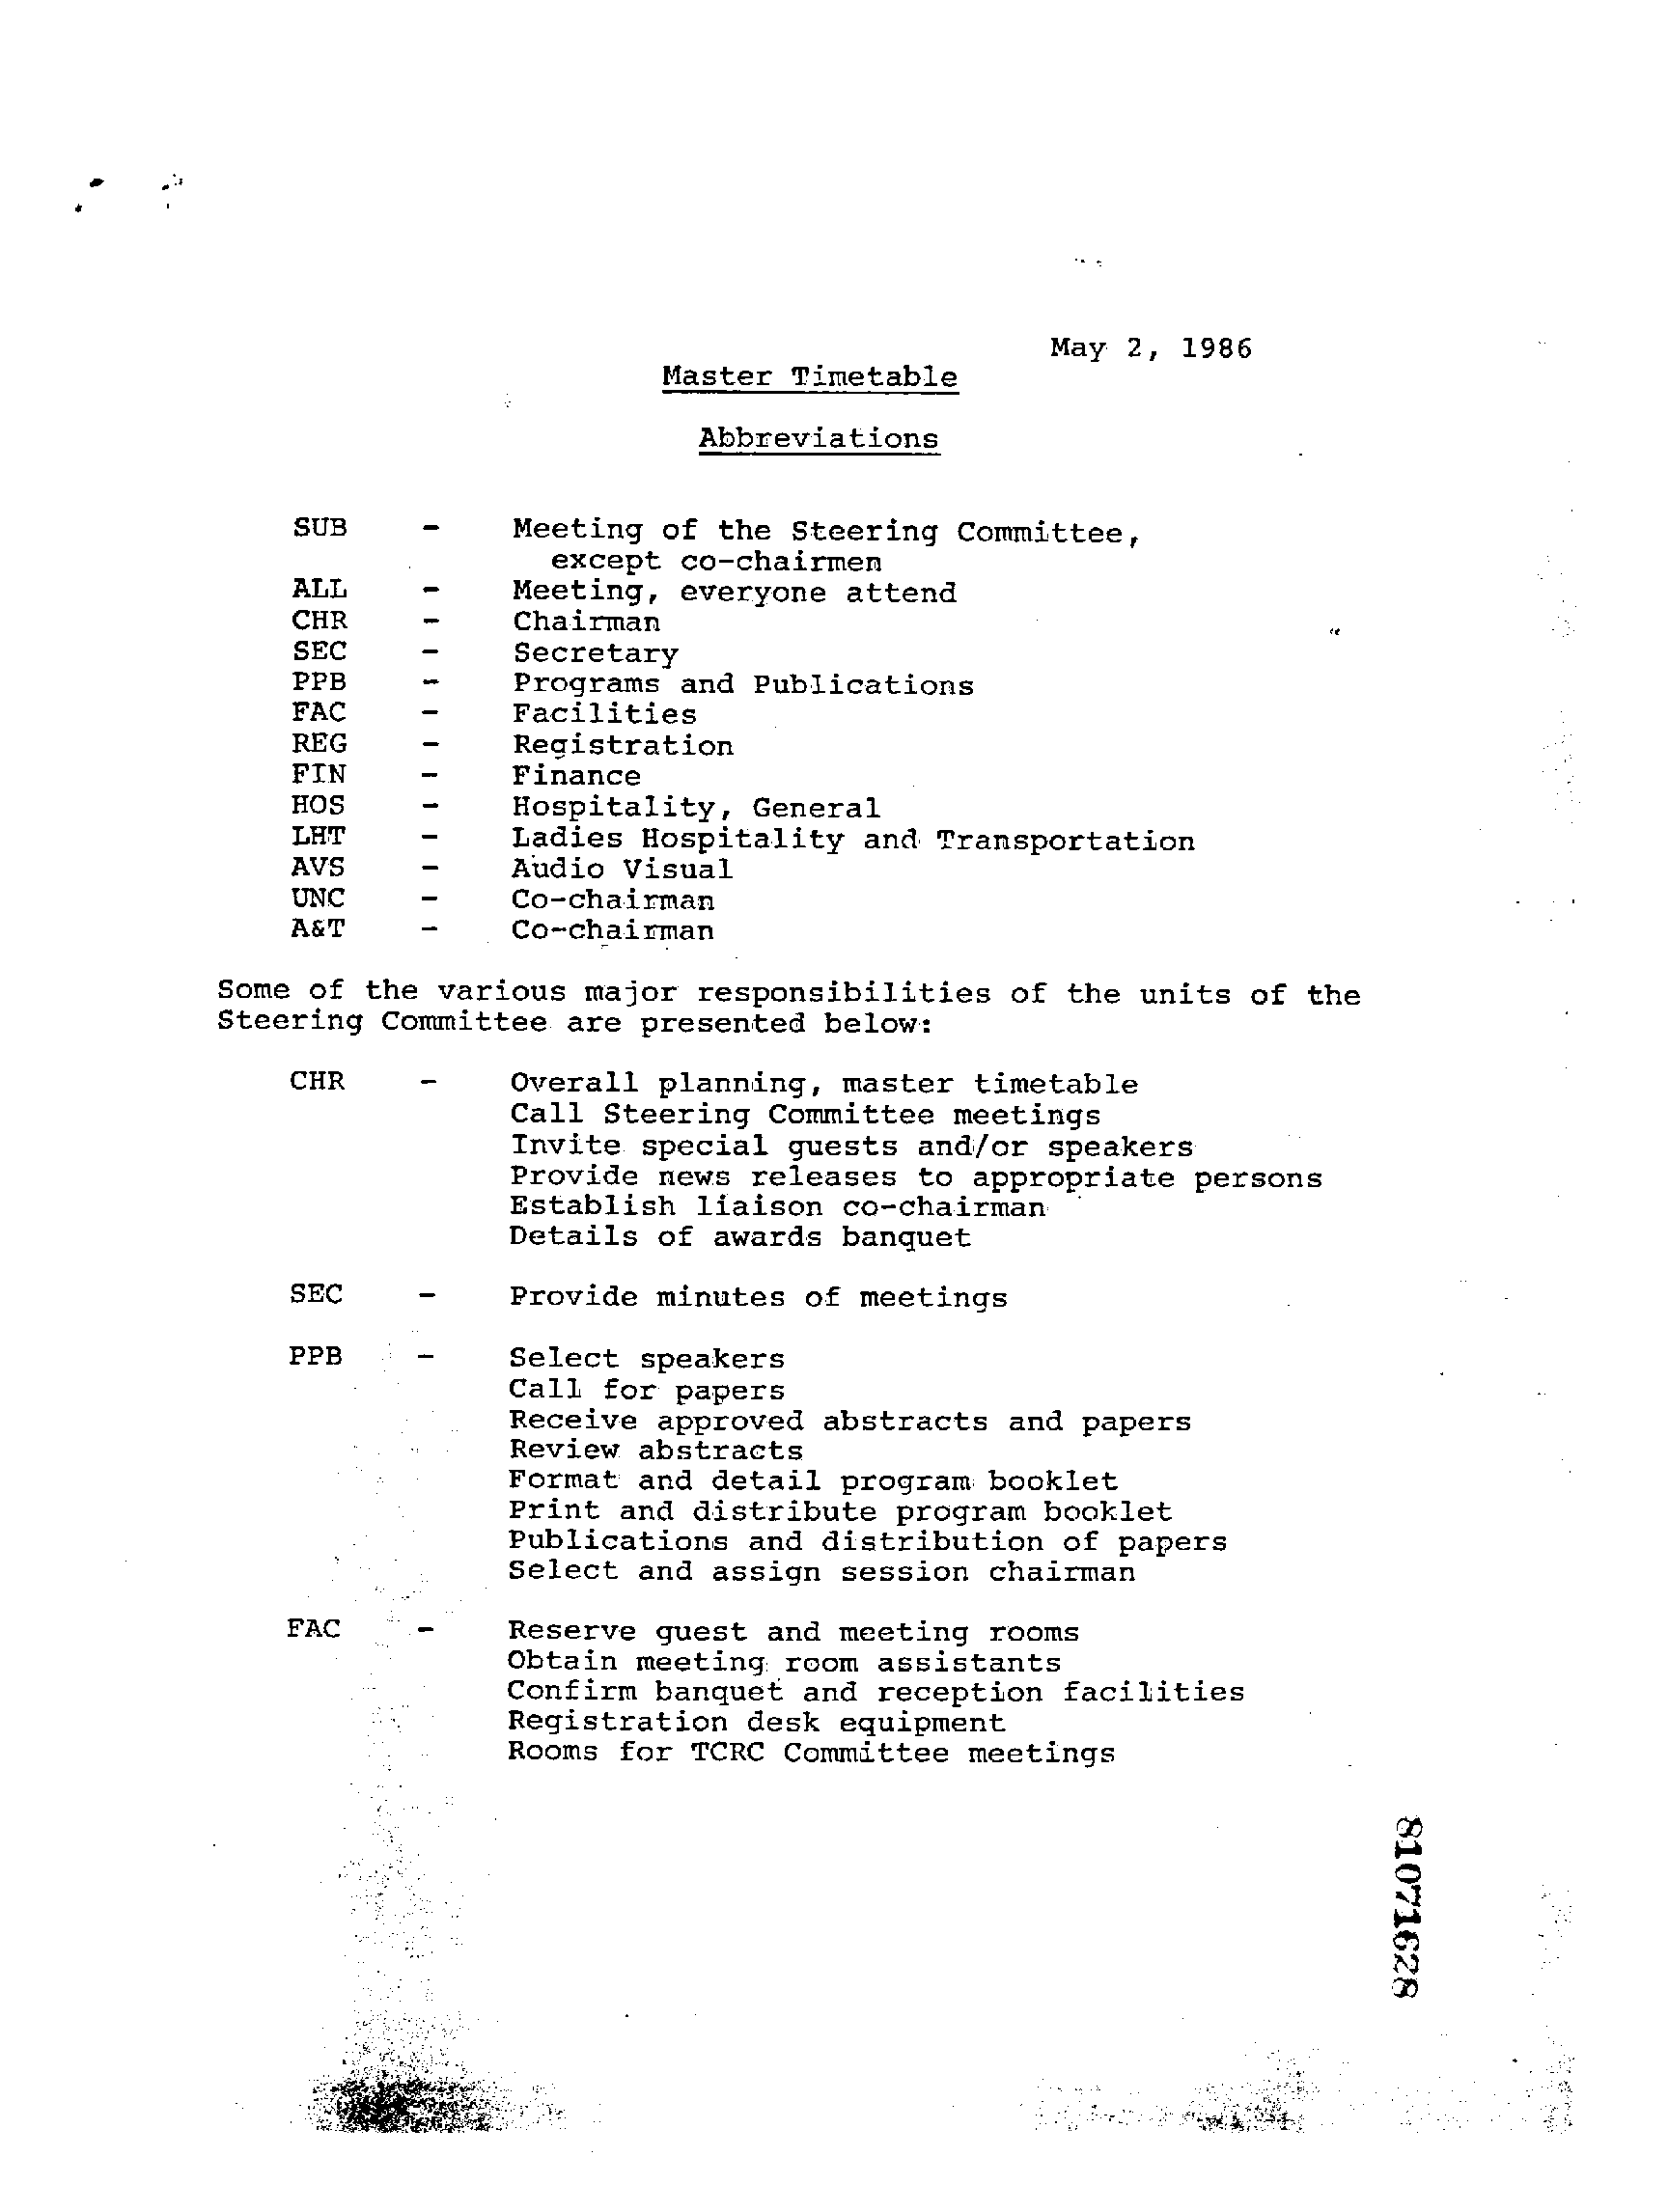 May 2, 1986
Master Timetable
Abbreviations
SUB - Meeting of the Steering Committee,
except co-chairmen
ALL - Meeting, everyone attend
CHR - Chairman
SEC - Secretary
PPB - Programs and Publications
FAC - Facilities
REG - Registration
FIN - Finance
HOS - Hospitality, General
LHT - Ladies Hospitality and Transportation
AVS - Audio Visual
UNC - Co-chairman
A&T - Co-chairman
Some of the various major responsibilities of the units of the
Steering Committee are presented below:
CHR - Overall planning, master timetable
Call Steering Committee meetings
Invite special guests and/or speakers
Provide news releases to appropriate persons
Establish liaison co-chairman
Details of awards banquet
SEC - Provide minutes of meetings
PPB - Select speakers
Call for papers
Receive approved abstracts and papers
Review abstracts
Format and detail program booklet
Print and distribute program booklet
Publications and distribution of papers
Select and assign session chairman
FAC - Reserve guest and meeting rooms
Obtain meeting room assistants
Confirm banquet and reception facilities
Registration desk equipment
Rooms for TCRC Committee meetings
81071628